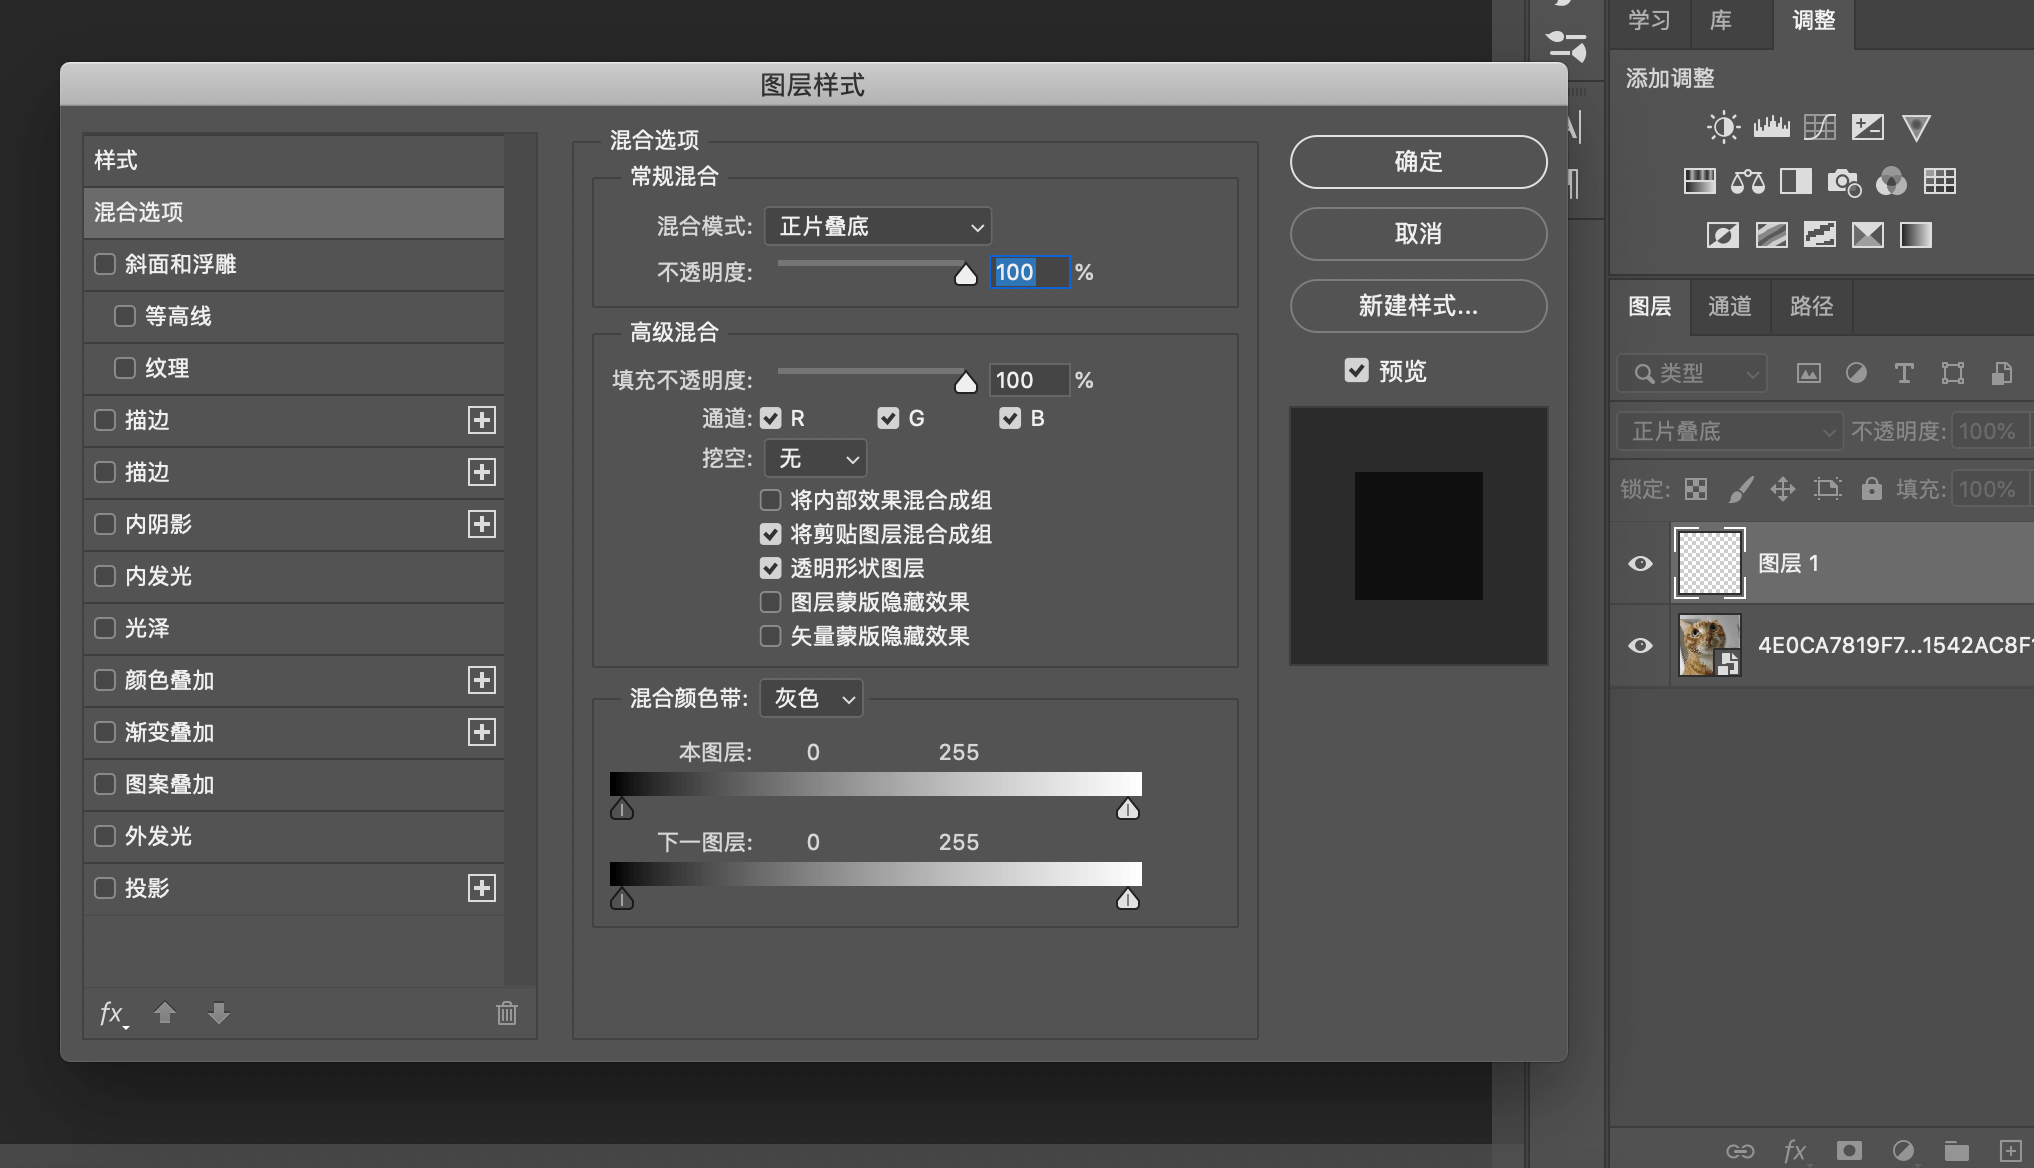 图层样式
样式
混合选项
斜面和浮雕
等高线
纹理
描边
描边
内阴影
内发光
光泽
颜色叠加
渐变叠加
图案叠加
外发光
投影
fx
混合选项
常规混合
混合模式: 正片叠底
不透明度: 100 %
高级混合
填充不透明度: 100 %
通道: R G B
挖空: 无
将内部效果混合成组
将剪贴图层混合成组
透明形状图层
图层蒙版隐藏效果
矢量蒙版隐藏效果
混合颜色带: 灰色
本图层: 0 255
下一图层: 0 255
确定
取消
新建样式...
预览
学习 库 调整
添加调整
图层 通道 路径
类型
正片叠底 不透明度: 100%
锁定: 填充: 100%
图层 1
4E0CA7819F7...1542AC8F
fx